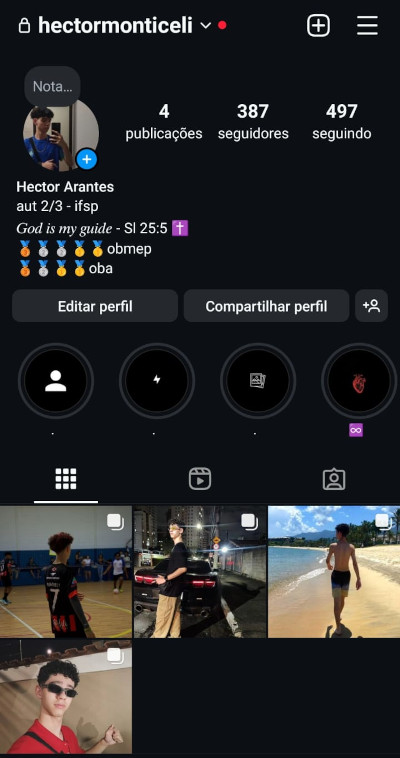 hectormonticeli
Nota...
4 387 497
publicações seguidores seguindo
Hector Arantes
aut 2/3 - ifsp
God is my guide - Sl 25:5 ✝️
🥉🥈🥈🥇🥇obmep
🥉🥈🥇🥇oba
Editar perfil Compartilhar perfil
. . . ♾️
7